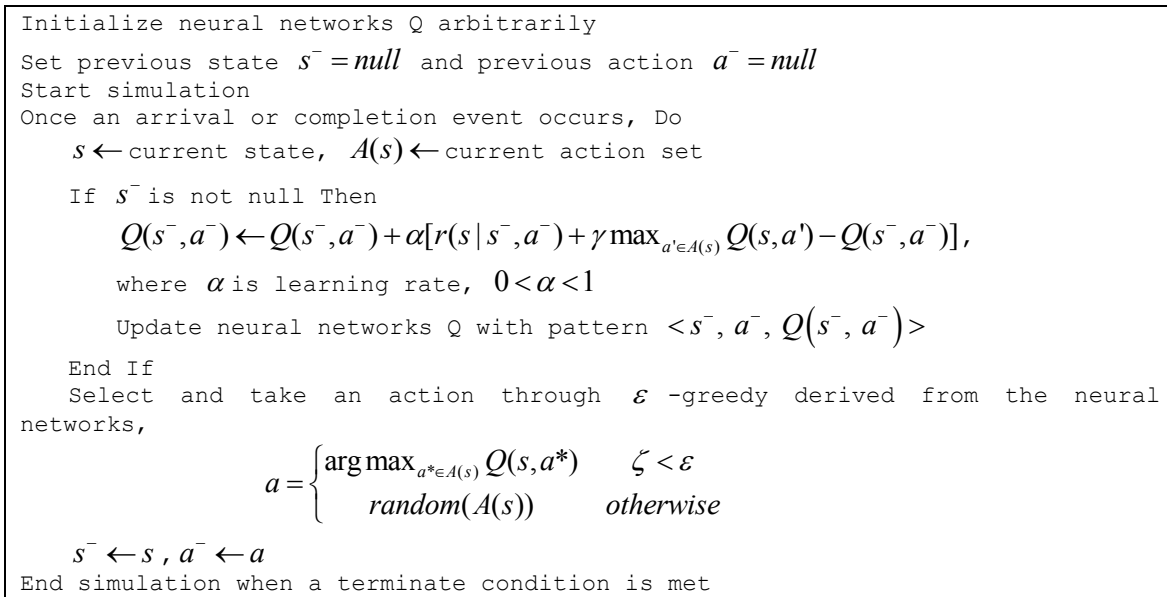 Initialize neural networks Q arbitrarily
Set previous state s⁻ = null and previous action a⁻ = null
Start simulation
Once an arrival or completion event occurs, Do
s ← current state, A(s) ← current action set
If s⁻ is not null Then
Q(s⁻,a⁻) ← Q(s⁻,a⁻) + α[r(s | s⁻,a⁻) + γ max_{a'∈A(s)} Q(s,a') − Q(s⁻,a⁻)],
where α is learning rate, 0 < α < 1
Update neural networks Q with pattern < s⁻, a⁻, Q(s⁻, a⁻) >
End If
Select and take an action through ε -greedy derived from the neural
networks,
a = { arg max_{a*∈A(s)} Q(s,a*) ζ < ε
random(A(s)) otherwise
s⁻ ← s , a⁻ ← a
End simulation when a terminate condition is met